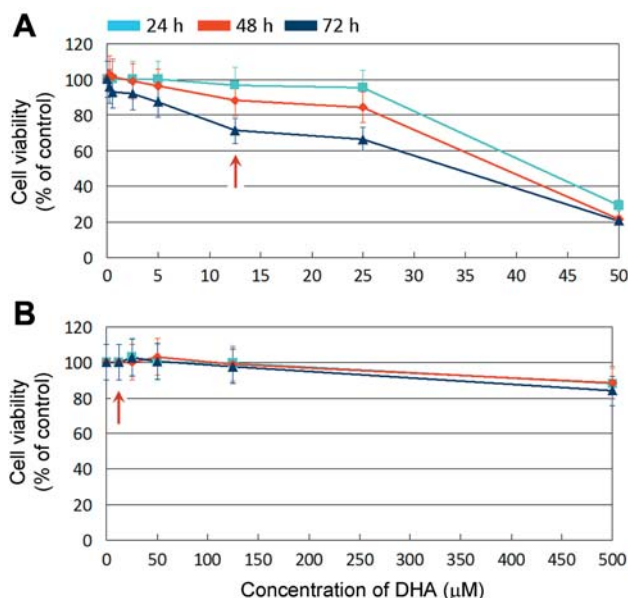 A
24 h 48 h 72 h
120
100
80
60
40
20
0
Cell viability
(% of control)
0 5 10 15 20 25 30 35 40 45 50
B
120
100
80
60
40
20
0
Cell viability
(% of control)
0 50 100 150 200 250 300 350 400 450 500
Concentration of DHA (µM)